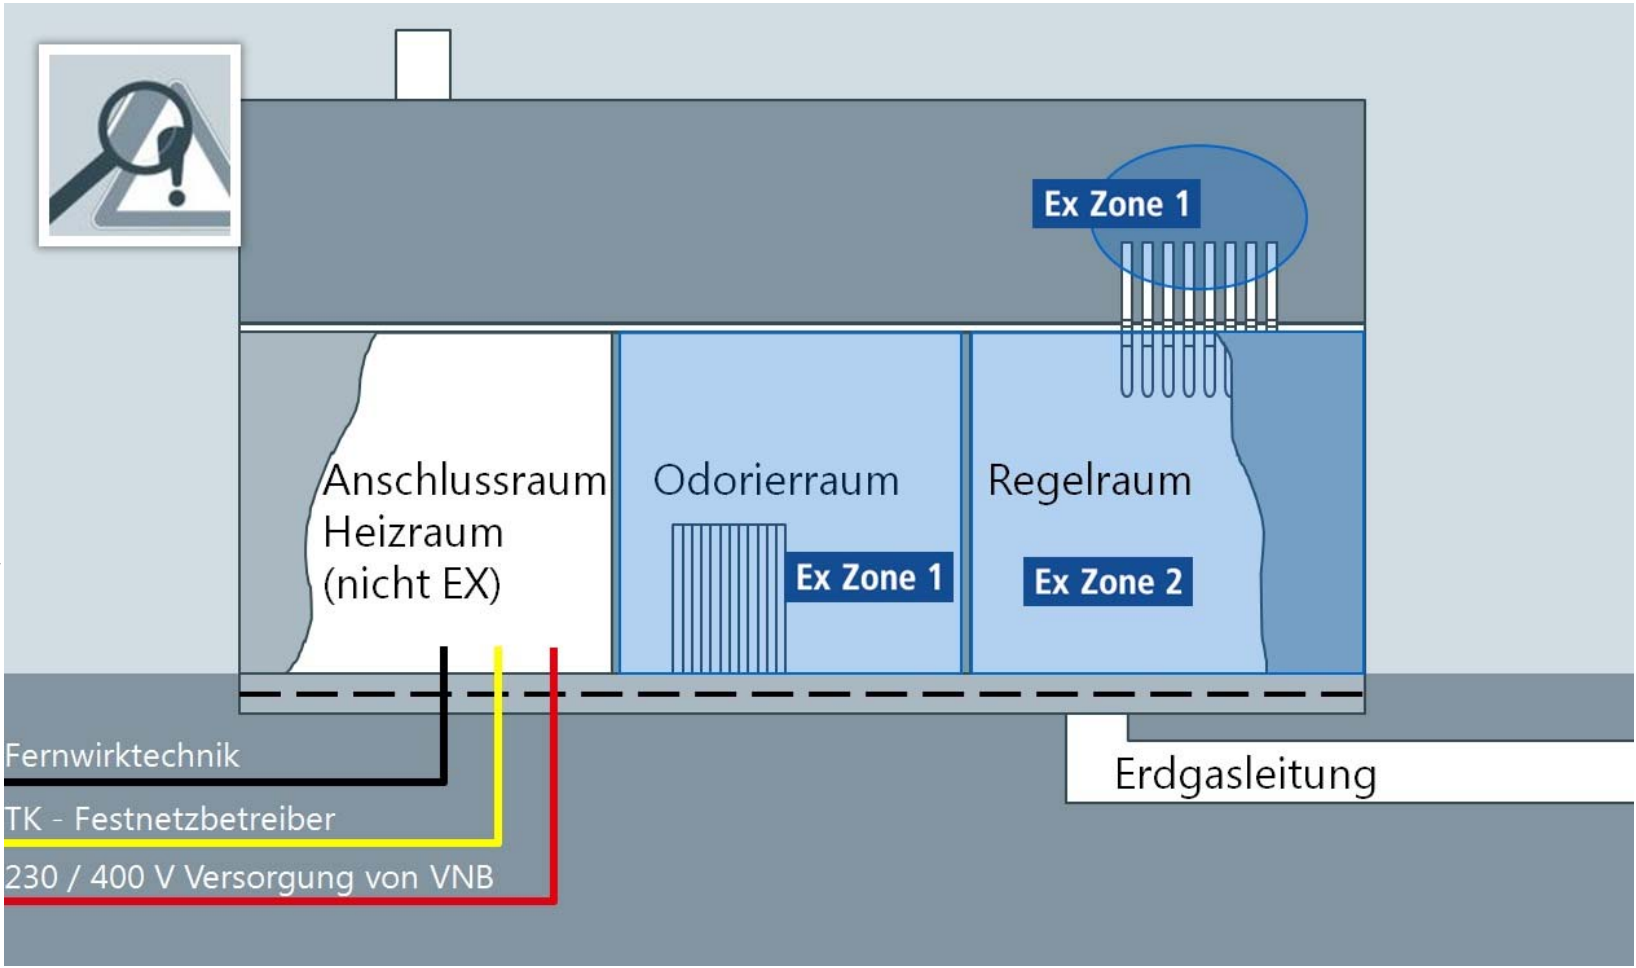 Ex Zone 1
Anschlussraum
Heizraum
(nicht EX)
Odorierraum
Ex Zone 1
Regelraum
Ex Zone 2
Fernwirktechnik
TK - Festnetzbetreiber
230 / 400 V Versorgung von VNB
Erdgasleitung